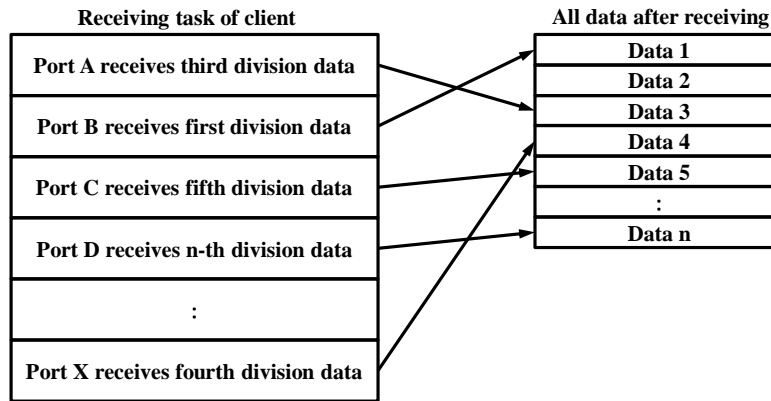 Receiving task of client
Port A receives third division data
Port B receives first division data
Port C receives fifth division data
Port D receives n-th division data
:
Port X receives fourth division data
All data after receiving
Data 1
Data 2
Data 3
Data 4
Data 5
:
Data n